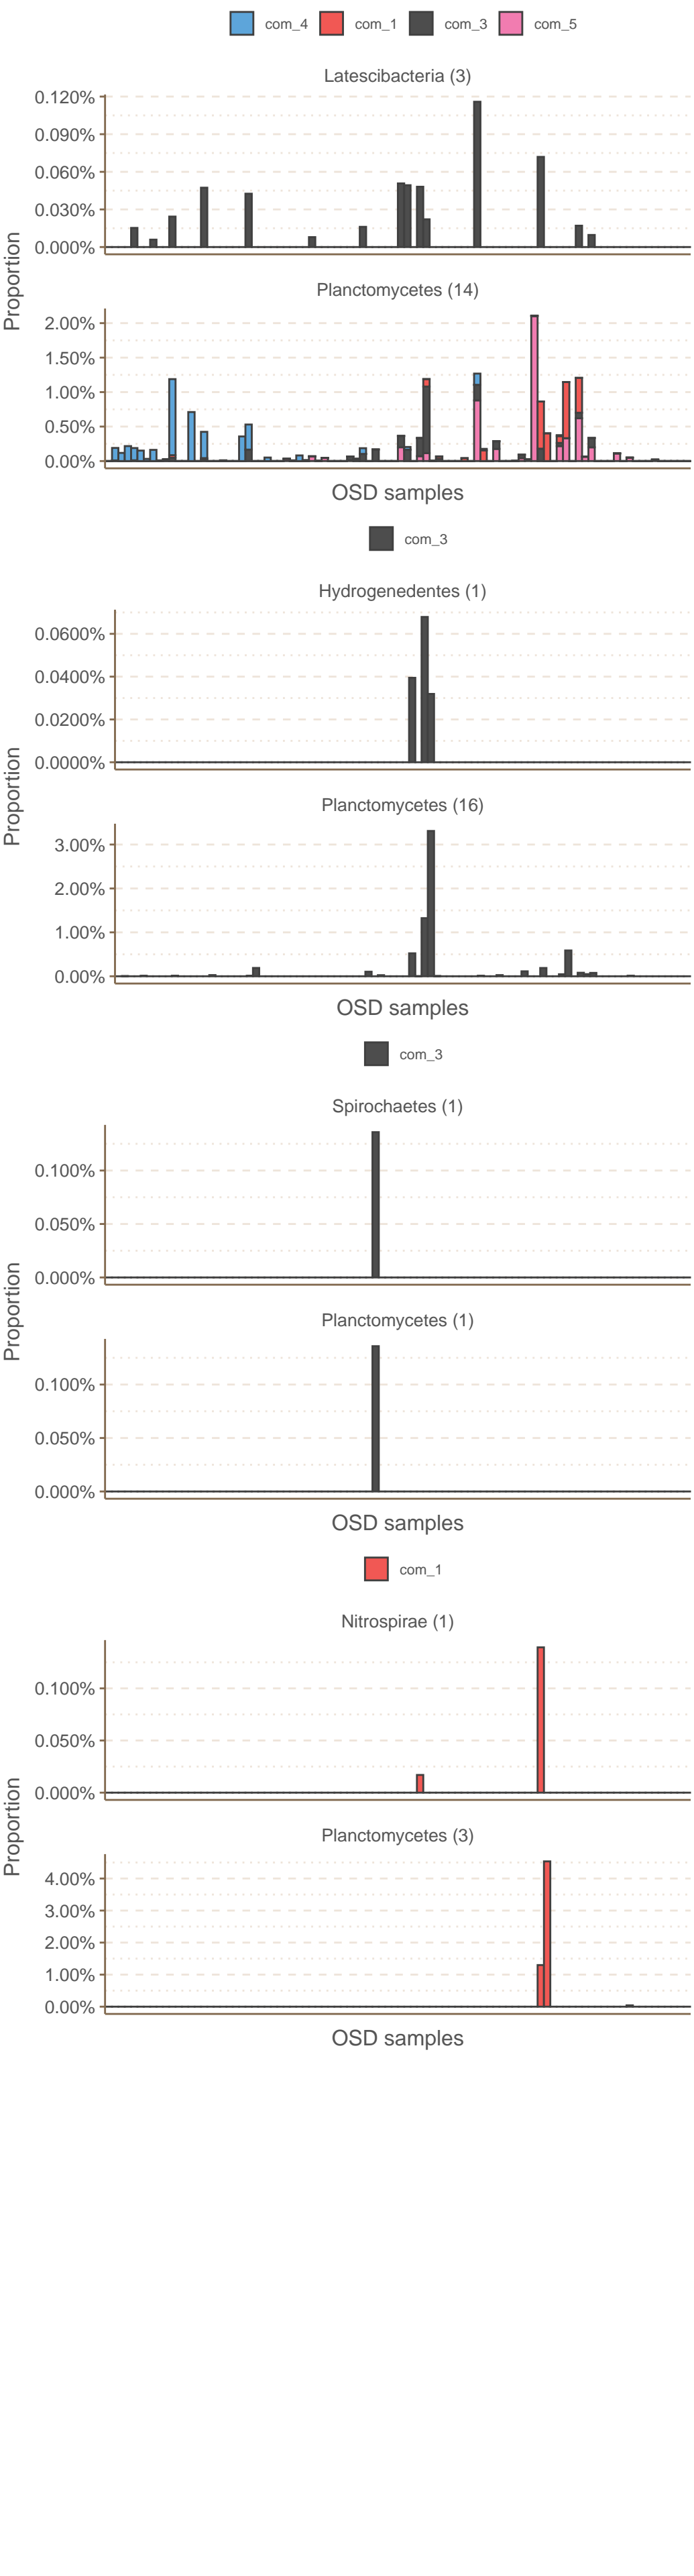 com_4 com_1 com_3 com_5
Latescibacteria (3)
0.120%
0.090%
0.060%
0.030%
0.000%
Proportion
Planctomycetes (14)
2.00%
1.50%
1.00%
0.50%
0.00%
OSD samples
com_3
Hydrogenedentes (1)
0.0600%
0.0400%
0.0200%
0.0000%
Proportion
Planctomycetes (16)
3.00%
2.00%
1.00%
0.00%
OSD samples
com_3
Spirochaetes (1)
0.100%
0.050%
0.000%
Proportion
Planctomycetes (1)
0.100%
0.050%
0.000%
OSD samples
com_1
Nitrospirae (1)
0.100%
0.050%
0.000%
Proportion
Planctomycetes (3)
4.00%
3.00%
2.00%
1.00%
0.00%
OSD samples